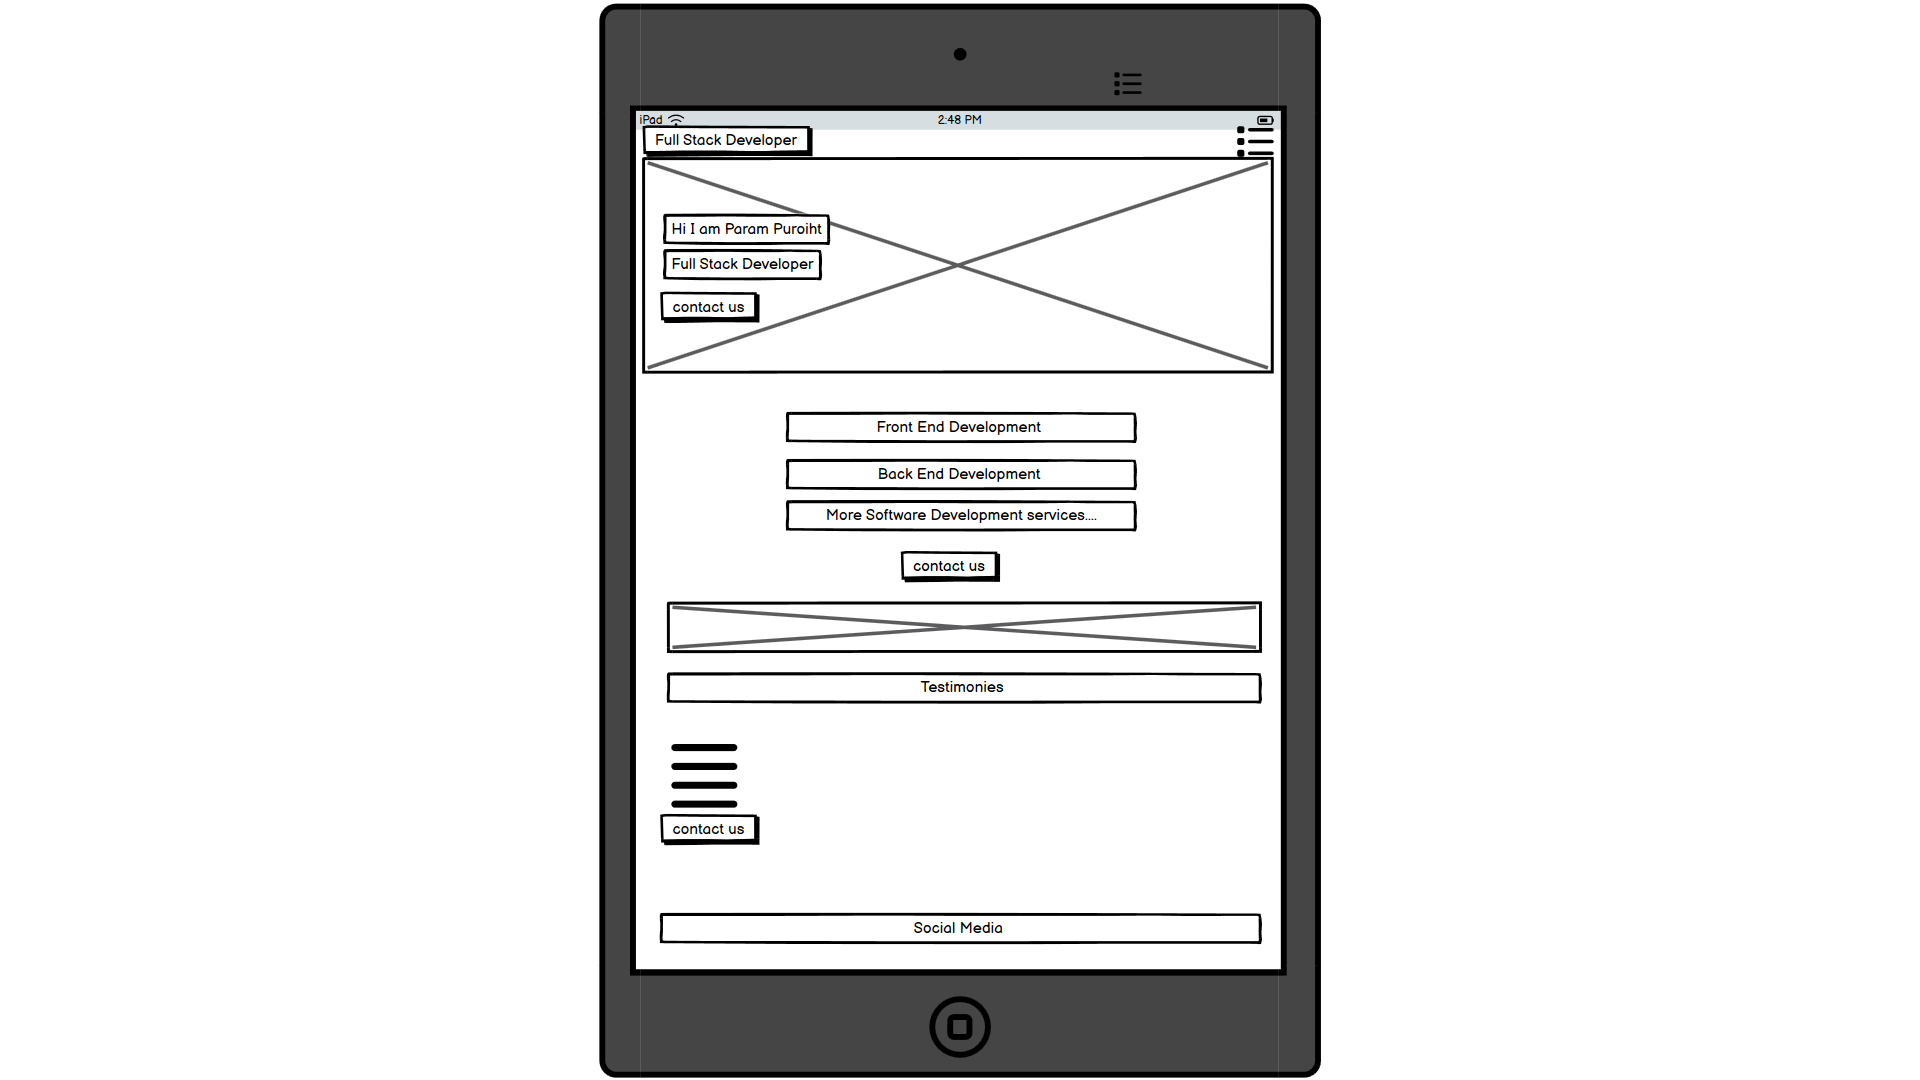 iPad
2:48 PM
Full Stack Developer
Hi I am Param Puroiht
Full Stack Developer
contact us
Front End Development
Back End Development
More Software Development services....
contact us
Testimonies
contact us
Social Media